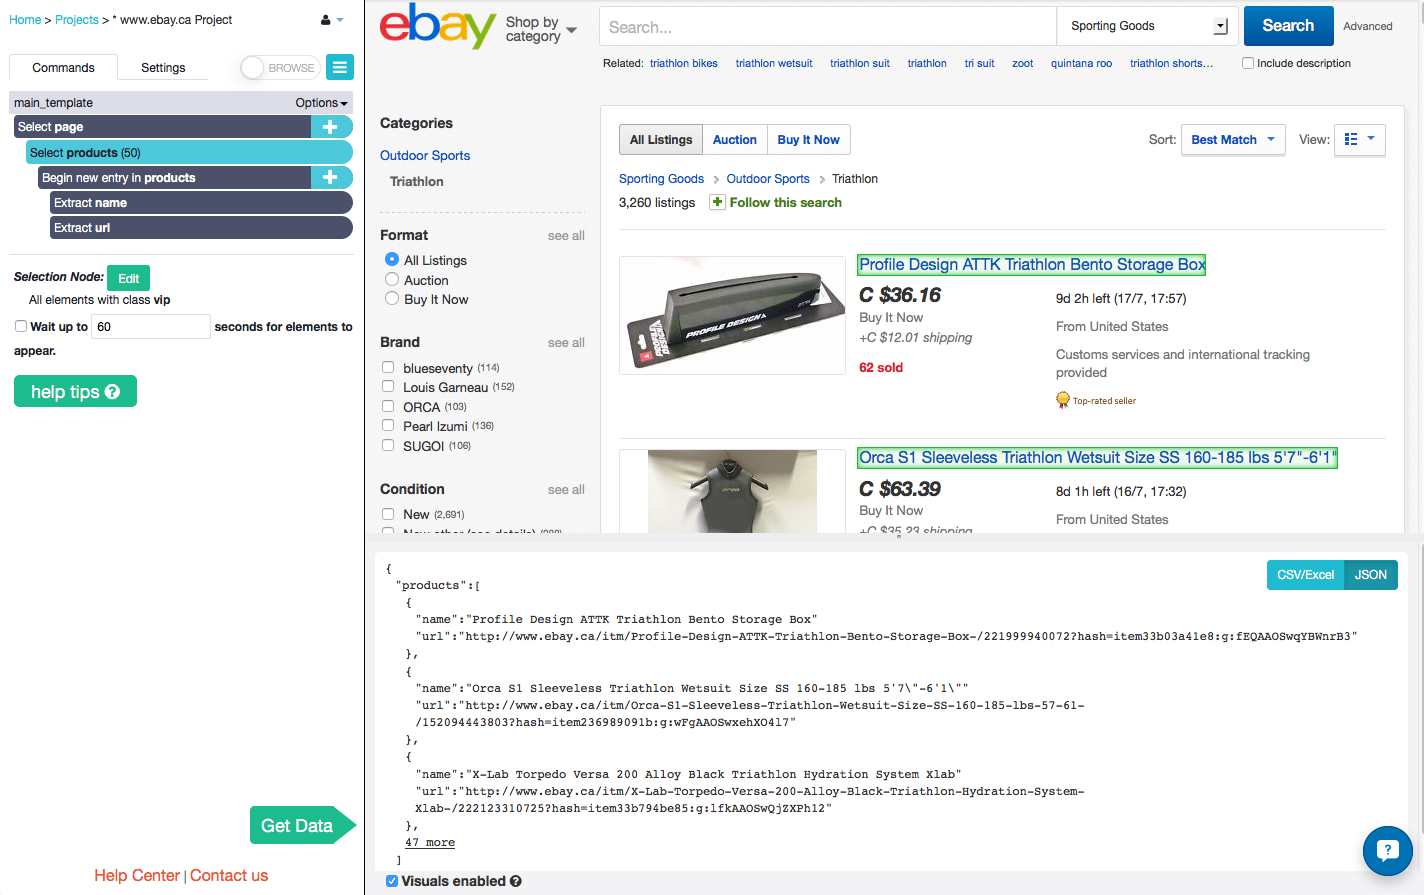 Home > Projects > * www.ebay.ca Project
Commands
Settings
BROWSE
main_template
Options
Select page
Select products (50)
Begin new entry in products
Extract name
Extract url
Selection Node: Edit
All elements with class vip
Wait up to 60 seconds for elements to
appear.
help tips ?
Get Data
Help Center | Contact us
ebay
Shop by
category
Search...
Sporting Goods
Search
Advanced
Related: triathlon bikes triathlon wetsuit triathlon suit triathlon tri suit zoot quintana roo triathlon shorts...
Include description
Categories
Outdoor Sports
Triathlon
Format see all
All Listings
Auction
Buy It Now
Brand see all
blueseventy (114)
Louis Garneau (152)
ORCA (103)
Pearl Izumi (136)
SUGOI (106)
Condition see all
New (2,691)
All Listings Auction Buy It Now
Sort: Best Match View:
Sporting Goods > Outdoor Sports > Triathlon
3,260 listings Follow this search
PROFILE DESIGN
PROFILE
DESIGN
Profile Design ATTK Triathlon Bento Storage Box
C $36.16
Buy It Now
+C $12.01 shipping
62 sold
9d 2h left (17/7, 17:57)
From United States
Customs services and international tracking
provided
Top-rated seller
Orca S1 Sleeveless Triathlon Wetsuit Size SS 160-185 lbs 5'7"-6'1"
C $63.39
Buy It Now
+C $35.23 shipping
8d 1h left (16/7, 17:32)
From United States
CSV/Excel JSON
{
"products":[
{
"name":"Profile Design ATTK Triathlon Bento Storage Box"
"url":"http://www.ebay.ca/itm/Profile-Design-ATTK-Triathlon-Bento-Storage-Box-/221999940072?hash=item33b03a41e8:g:fEQAAOSwqYBWnrB3"
},
{
"name":"Orca S1 Sleeveless Triathlon Wetsuit Size SS 160-185 lbs 5'7\"-6'1\""
"url":"http://www.ebay.ca/itm/Orca-S1-Sleeveless-Triathlon-Wetsuit-Size-SS-160-185-lbs-57-61-
/152094443803?hash=item236989091b:g:wFgAAOSwxehXO4l7"
},
{
"name":"X-Lab Torpedo Versa 200 Alloy Black Triathlon Hydration System Xlab"
"url":"http://www.ebay.ca/itm/X-Lab-Torpedo-Versa-200-Alloy-Black-Triathlon-Hydration-System-
Xlab-/222123310725?hash=item33b794be85:g:lfkAAOSwQjZXPh12"
},
47 more
]
Visuals enabled ?